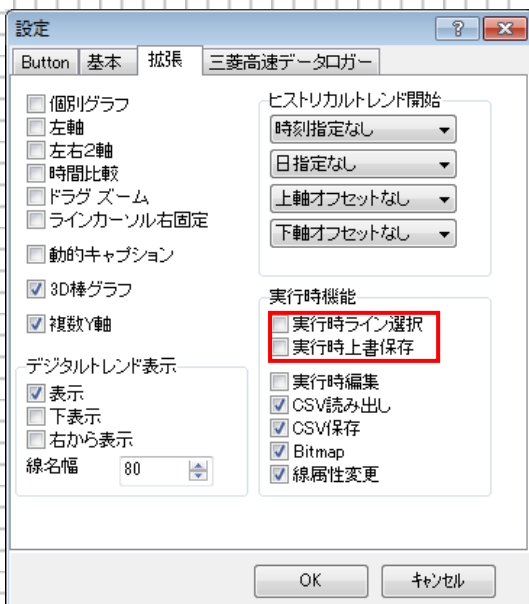 設定
Button 基本 拡張 三菱高速データロガー
個別グラフ
左軸
左右2軸
時間比較
ドラグ ズーム
ラインカーソル右固定
動的キャプション
3D棒グラフ
複数Y軸
デジタルトレンド表示
表示
下表示
右から表示
線名幅 80
ヒストリカルトレンド開始
時刻指定なし
日指定なし
上軸オフセットなし
下軸オフセットなし
実行時機能
実行時ライン選択
実行時上書保存
実行時編集
CSV読み出し
CSV保存
Bitmap
線属性変更
OK キャンセル